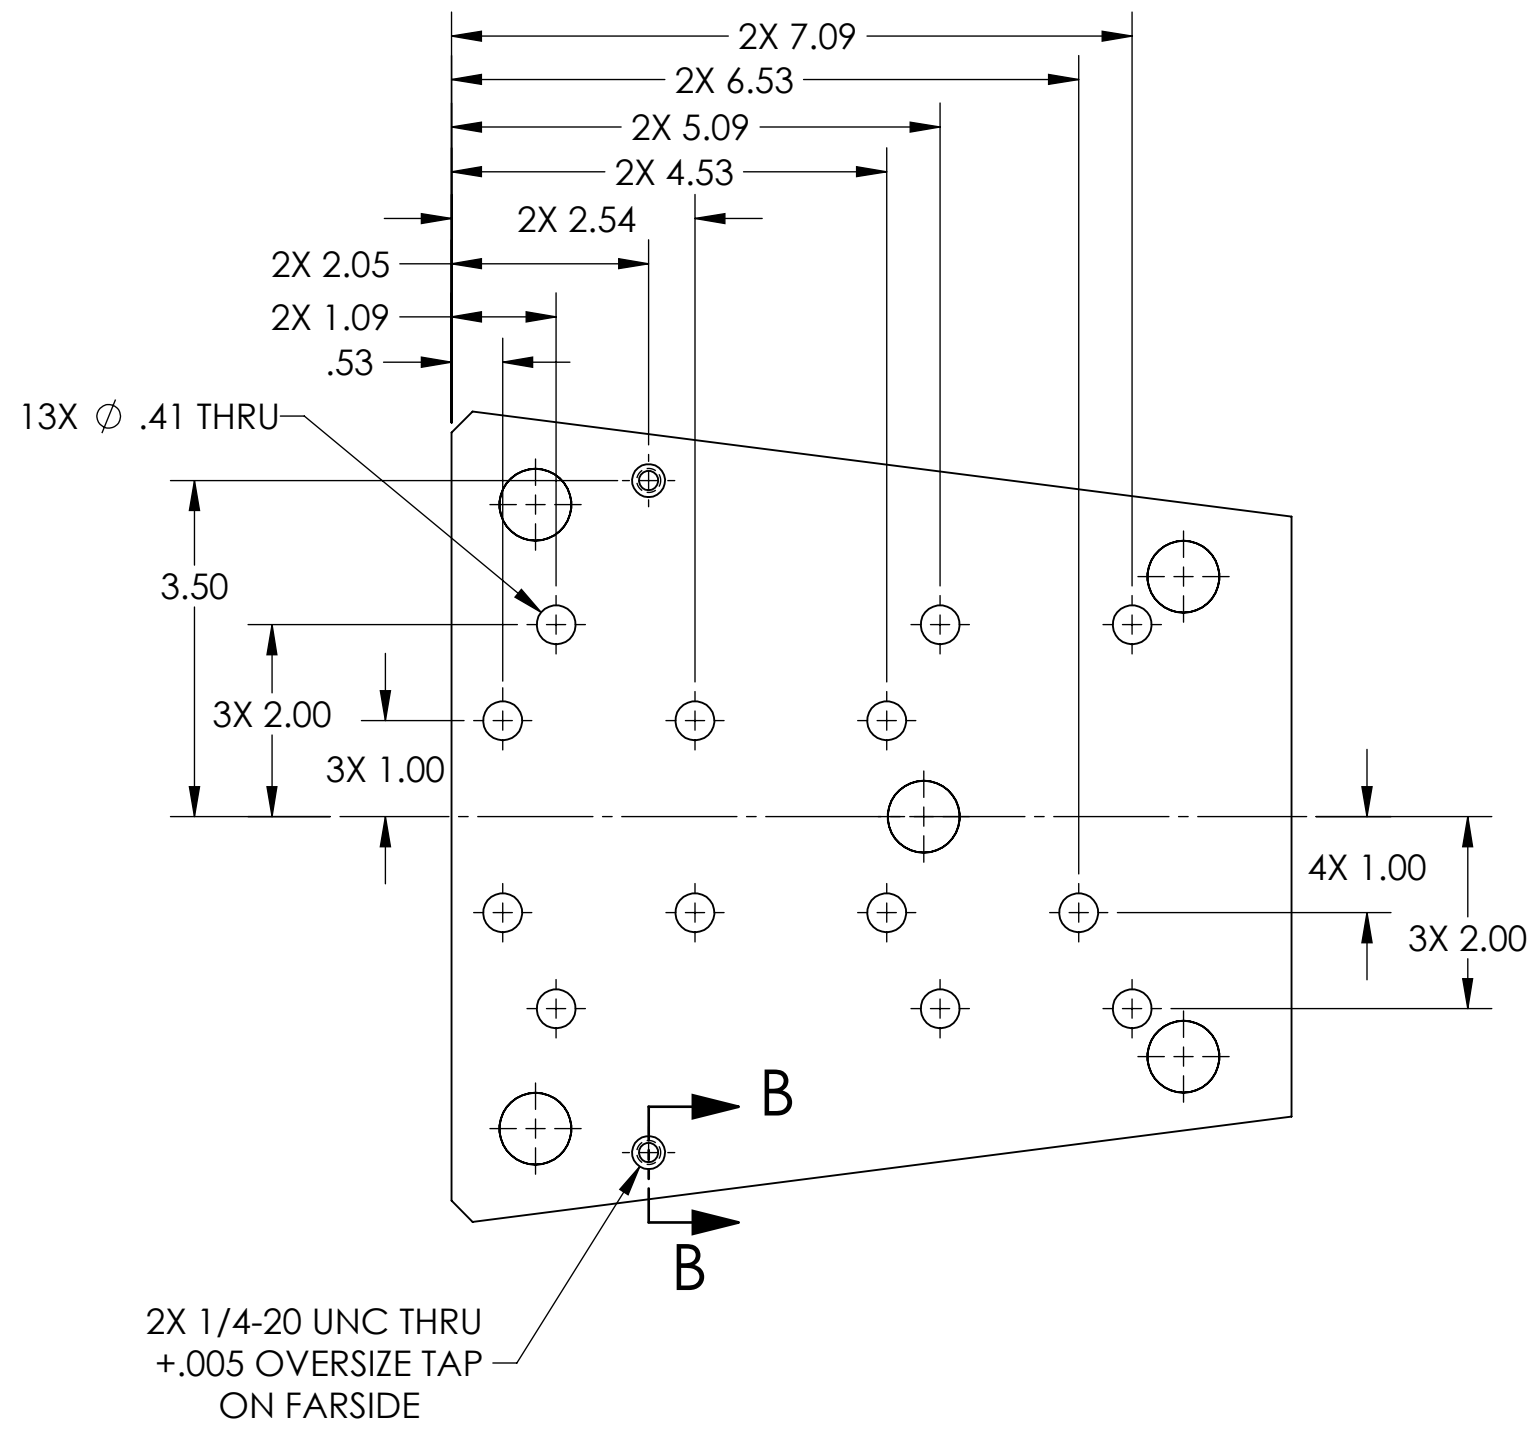 2X 7.09
2X 6.53
2X 5.09
2X 4.53
2X 2.54
2X 2.05
2X 1.09
.53
13X ∅ .41 THRU
3.50
3X 2.00
3X 1.00
4X 1.00
3X 2.00
B
B
2X 1/4-20 UNC THRU
+.005 OVERSIZE TAP
ON FARSIDE